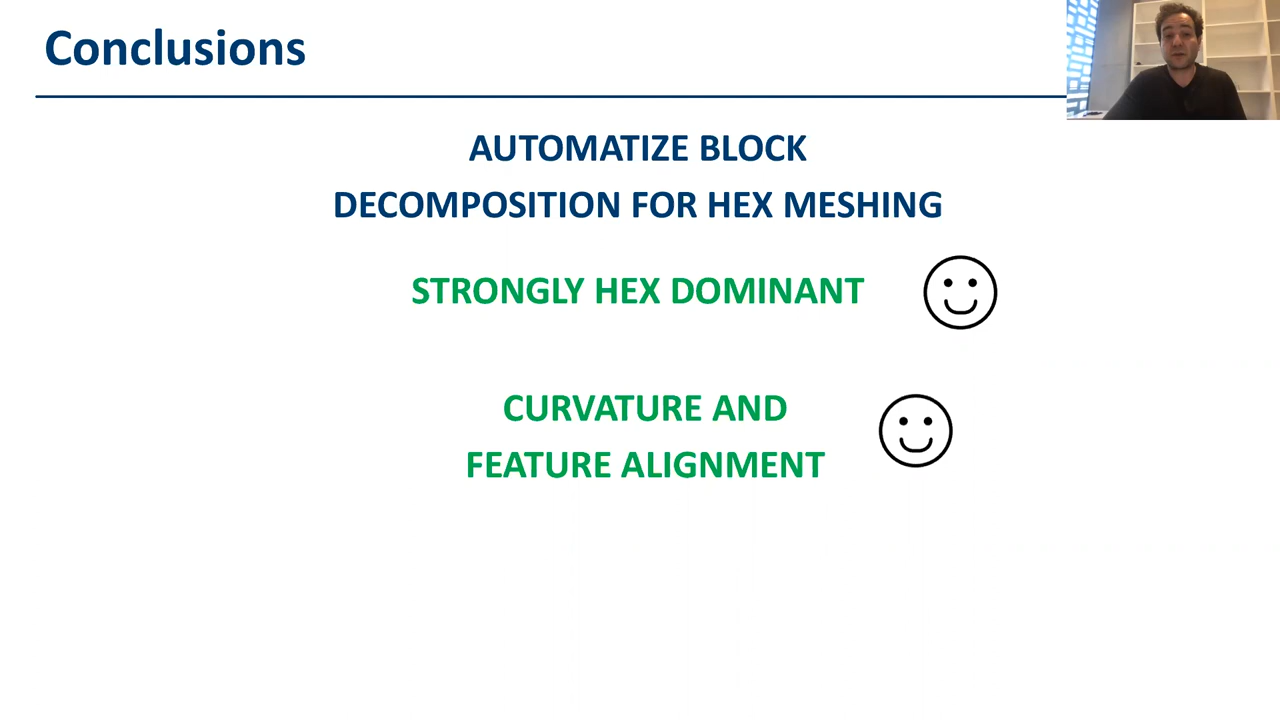 Conclusions
AUTOMATIZE BLOCK
DECOMPOSITION FOR HEX MESHING
STRONGLY HEX DOMINANT
CURVATURE AND
FEATURE ALIGNMENT